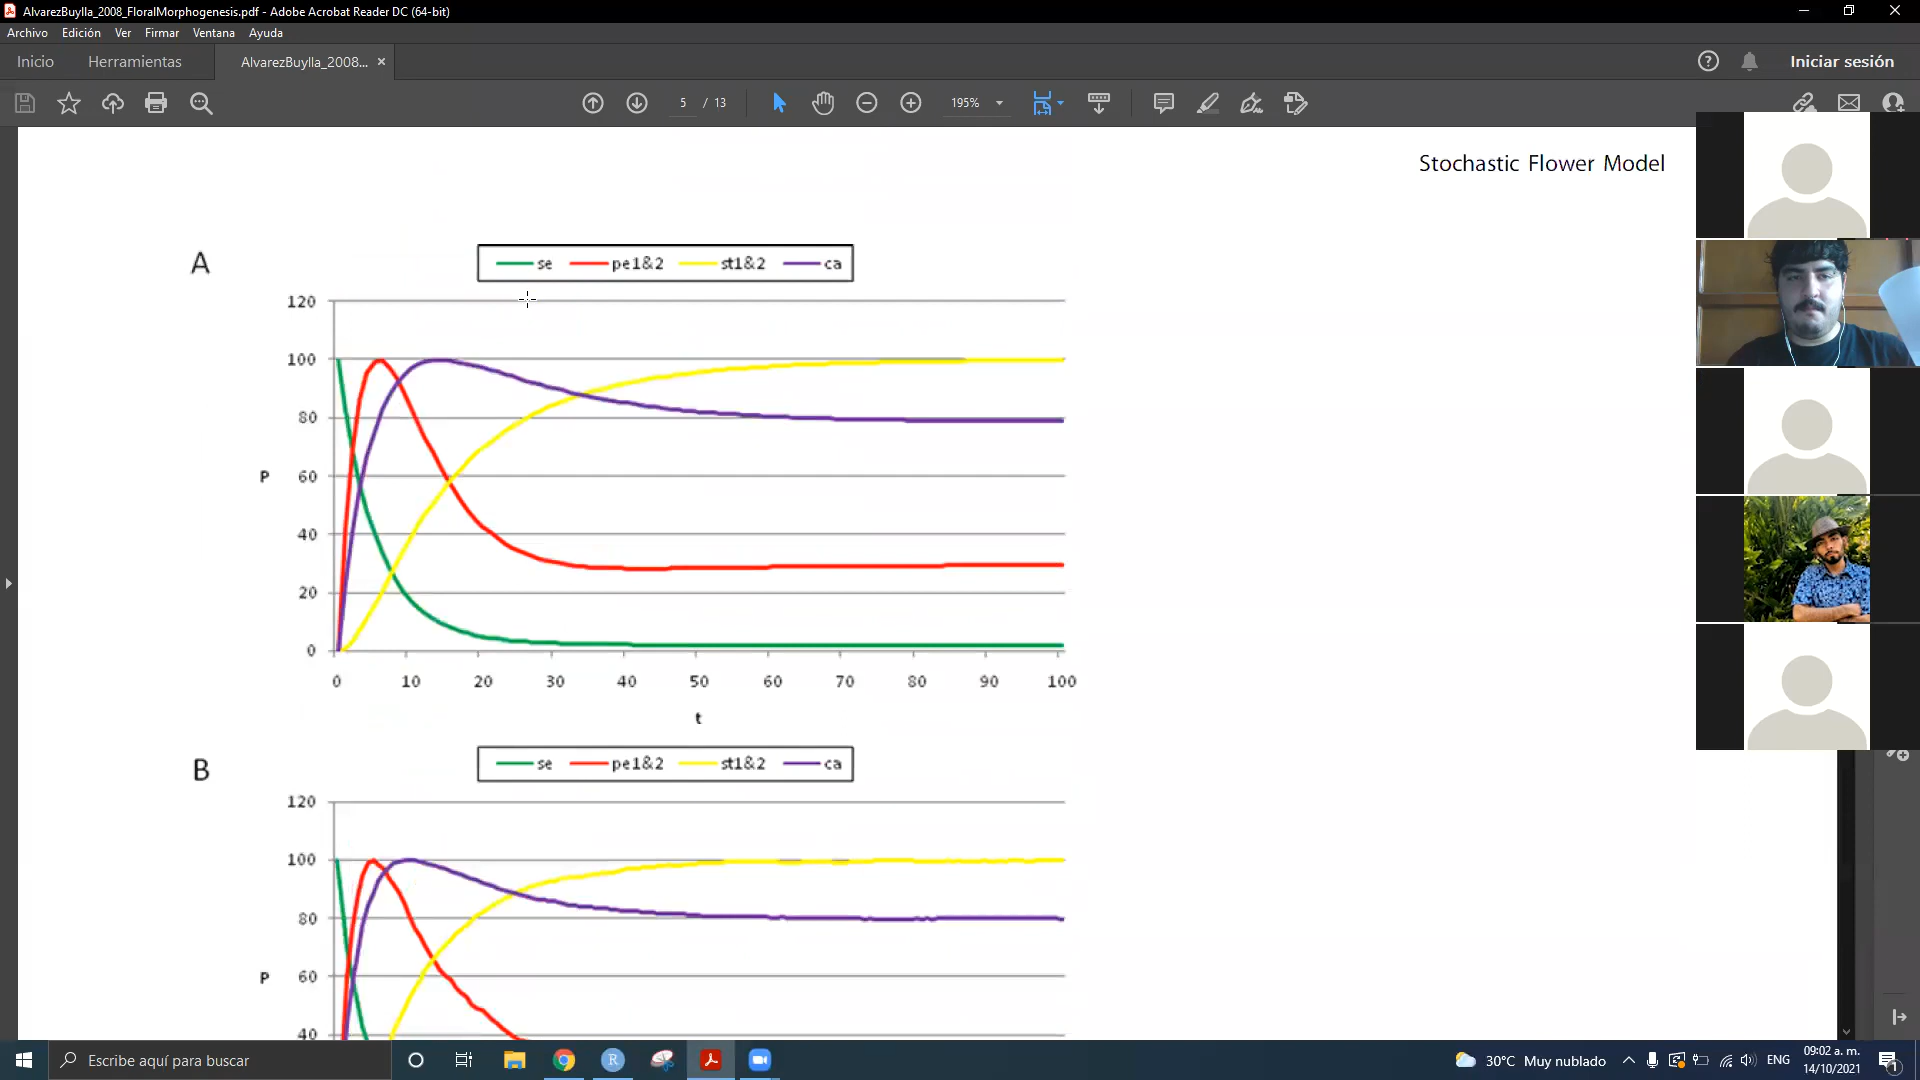 AlvarezBuylla_2008_FloralMorphogenesis.pdf - Adobe Acrobat Reader DC (64-bit)
Archivo Edición Ver Firmar Ventana Ayuda
Inicio Herramientas AlvarezBuylla_2008... × Iniciar sesión
5 / 13 195%
Stochastic Flower Model
A
se pe1&2 st1&2 ca
120
100
80
P 60
40
20
0
0 10 20 30 40 50 60 70 80 90 100
t
B
se pe1&2 st1&2 ca
120
100
80
P 60
40
Escribe aquí para buscar
30°C Muy nublado ENG 09:02 a. m.
14/10/2021
1